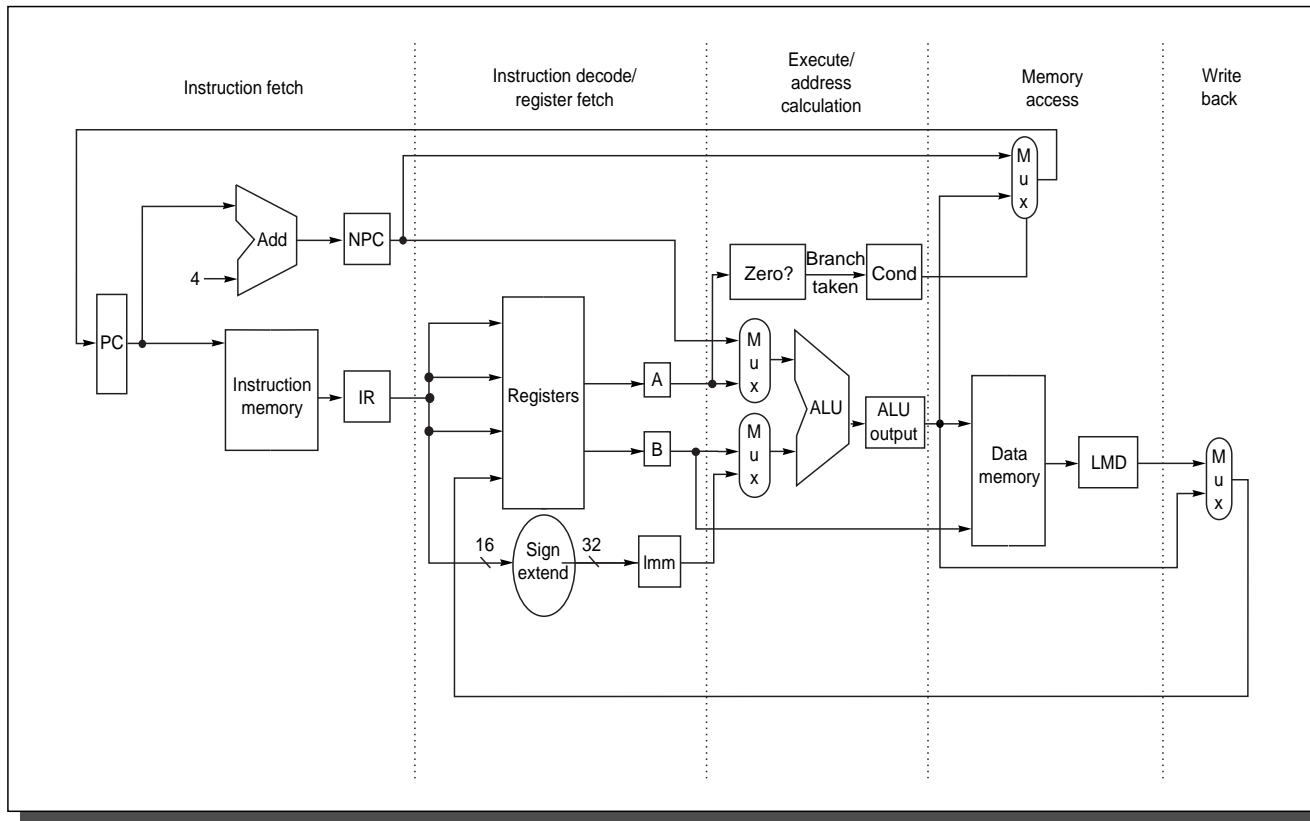 Instruction fetch
Instruction decode/
register fetch
Execute/
address
calculation
Memory
access
Write
back
M
u
x
Add
NPC
4
Zero?
Branch
taken
Cond
PC
Instruction
memory
IR
Registers
A
B
M
u
x
M
u
x
ALU
ALU
output
Data
memory
LMD
M
u
x
16
Sign
extend
32
Imm